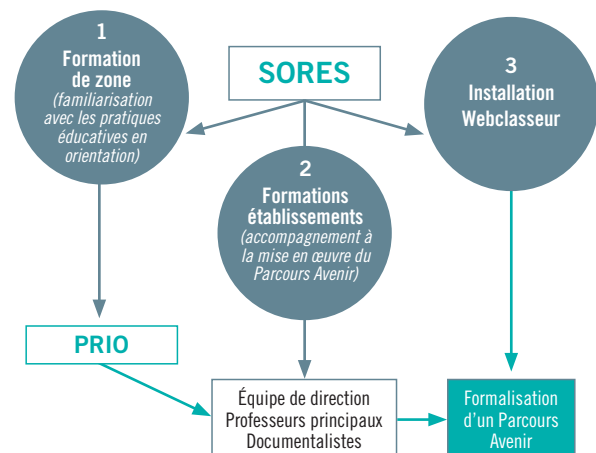 1
Formation
de zone
(familiarisation
avec les pratiques
éducatives en
orientation)
SORES
3
Installation
Webclasseur
2
Formations
établissements
(accompagnement à
la mise en œuvre du
Parcours Avenir)
PRIO
Équipe de direction
Professeurs principaux
Documentalistes
Formalisation
d’un Parcours
Avenir